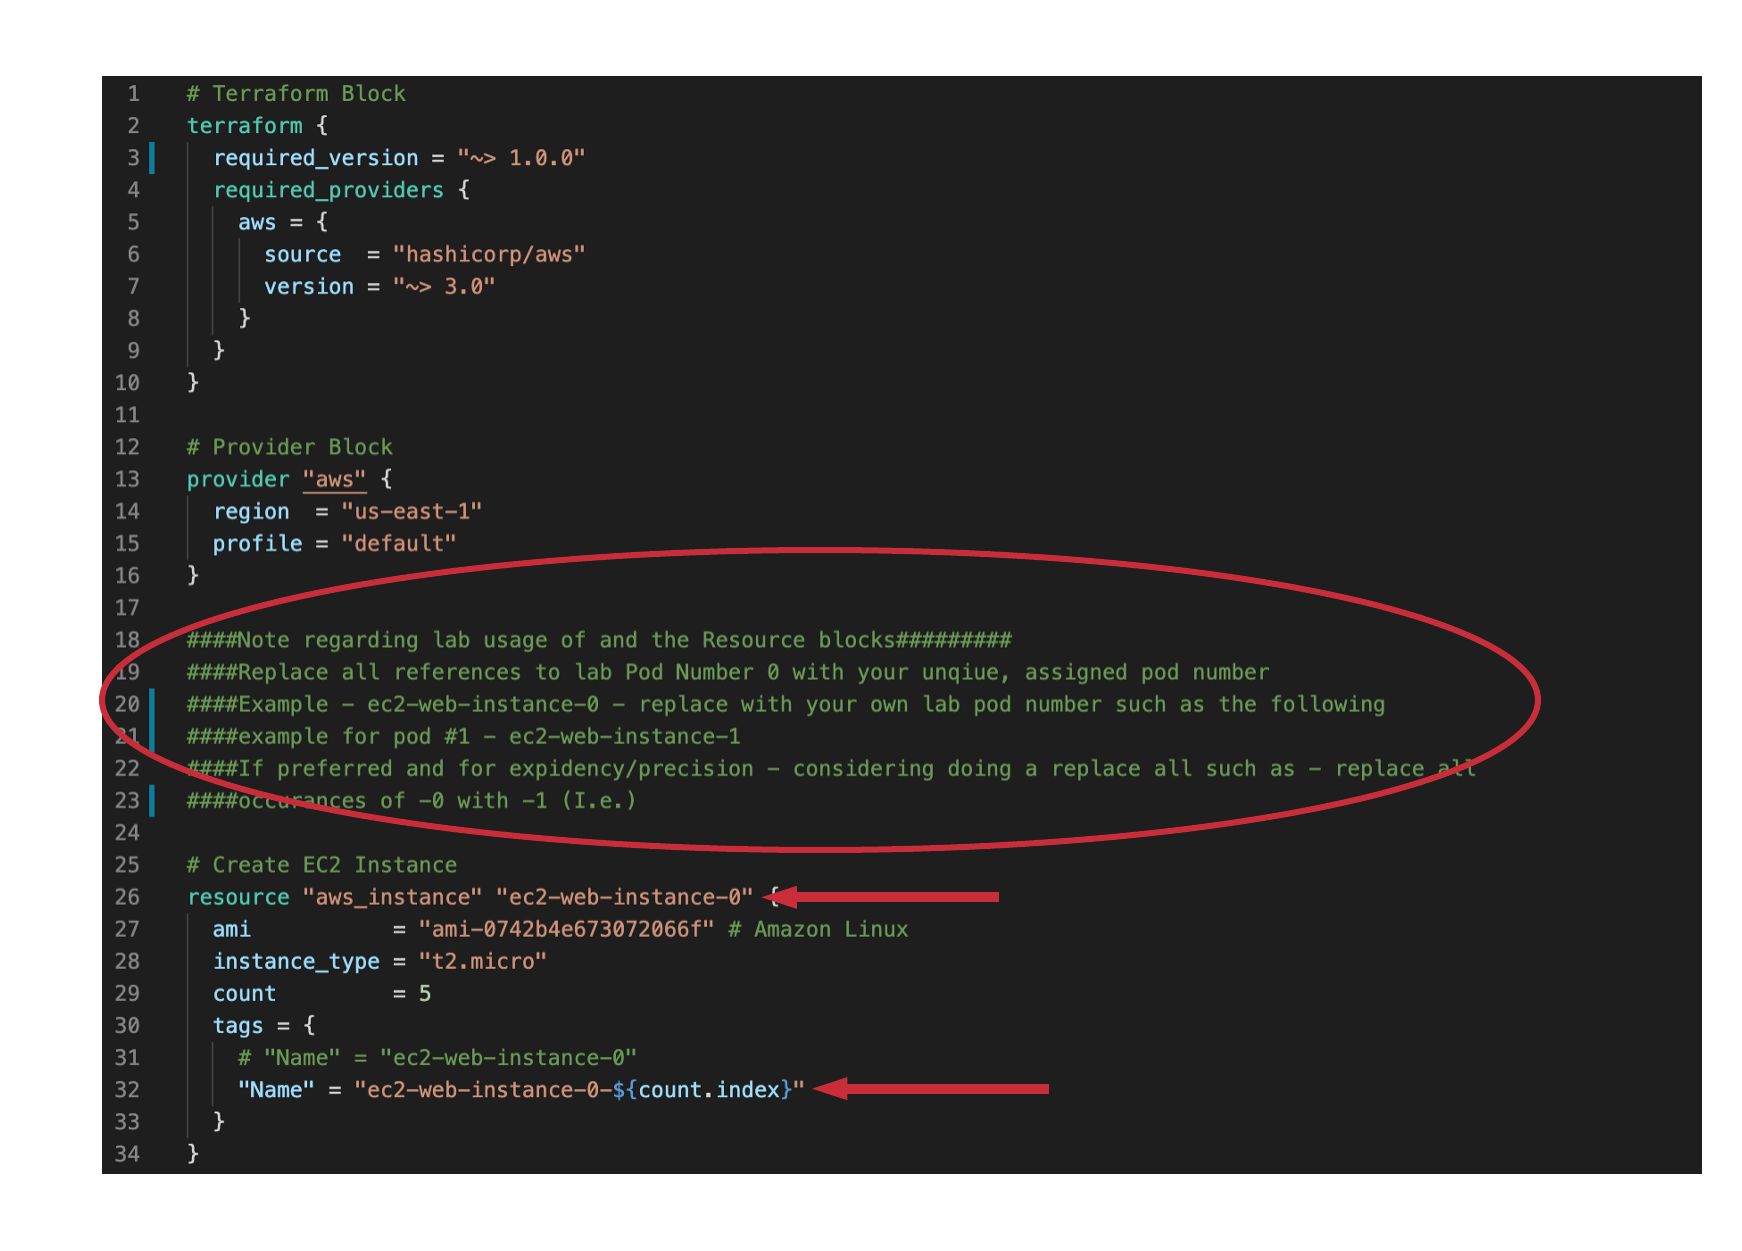 1 # Terraform Block
2 terraform {
3 required_version = "~> 1.0.0"
4 required_providers {
5 aws = {
6 source  = "hashicorp/aws"
7 version = "~> 3.0"
8 }
9 }
10 }
11
12 # Provider Block
13 provider "aws" {
14 region  = "us-east-1"
15 profile = "default"
16 }
17
18 ####Note regarding lab usage of and the Resource blocks#########
19 ####Replace all references to lab Pod Number 0 with your unqiue, assigned pod number
20 ####Example - ec2-web-instance-0 - replace with your own lab pod number such as the following
21 ####example for pod #1 - ec2-web-instance-1
22 ####If preferred and for expidency/precision - considering doing a replace all such as - replace all
23 ####occurances of -0 with -1 (I.e.)
24
25 # Create EC2 Instance
26 resource "aws_instance" "ec2-web-instance-0" {
27 ami           = "ami-0742b4e673072066f" # Amazon Linux
28 instance_type = "t2.micro"
29 count         = 5
30 tags = {
31 # "Name" = "ec2-web-instance-0"
32 "Name" = "ec2-web-instance-0-${count.index}"
33 }
34 }